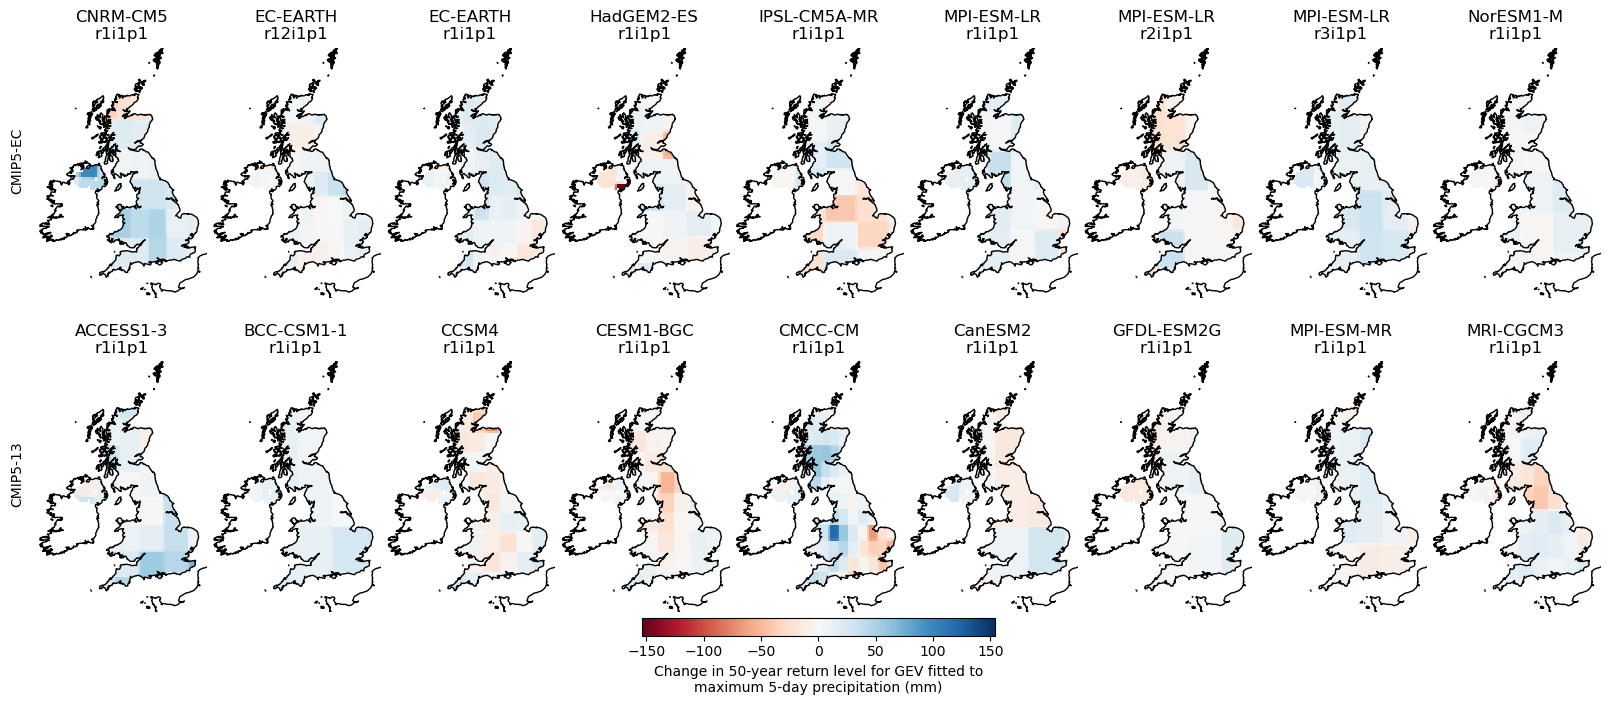 CNRM-CM5
r1i1p1
EC-EARTH
r12i1p1
EC-EARTH
r1i1p1
HadGEM2-ES
r1i1p1
IPSL-CM5A-MR
r1i1p1
MPI-ESM-LR
r1i1p1
MPI-ESM-LR
r2i1p1
MPI-ESM-LR
r3i1p1
NorESM1-M
r1i1p1
CMIP5-EC
ACCESS1-3
r1i1p1
BCC-CSM1-1
r1i1p1
CCSM4
r1i1p1
CESM1-BGC
r1i1p1
CMCC-CM
r1i1p1
CanESM2
r1i1p1
GFDL-ESM2G
r1i1p1
MPI-ESM-MR
r1i1p1
MRI-CGCM3
r1i1p1
CMIP5-13
−150 −100 −50 0 50 100 150
Change in 50-year return level for GEV fitted to
maximum 5-day precipitation (mm)